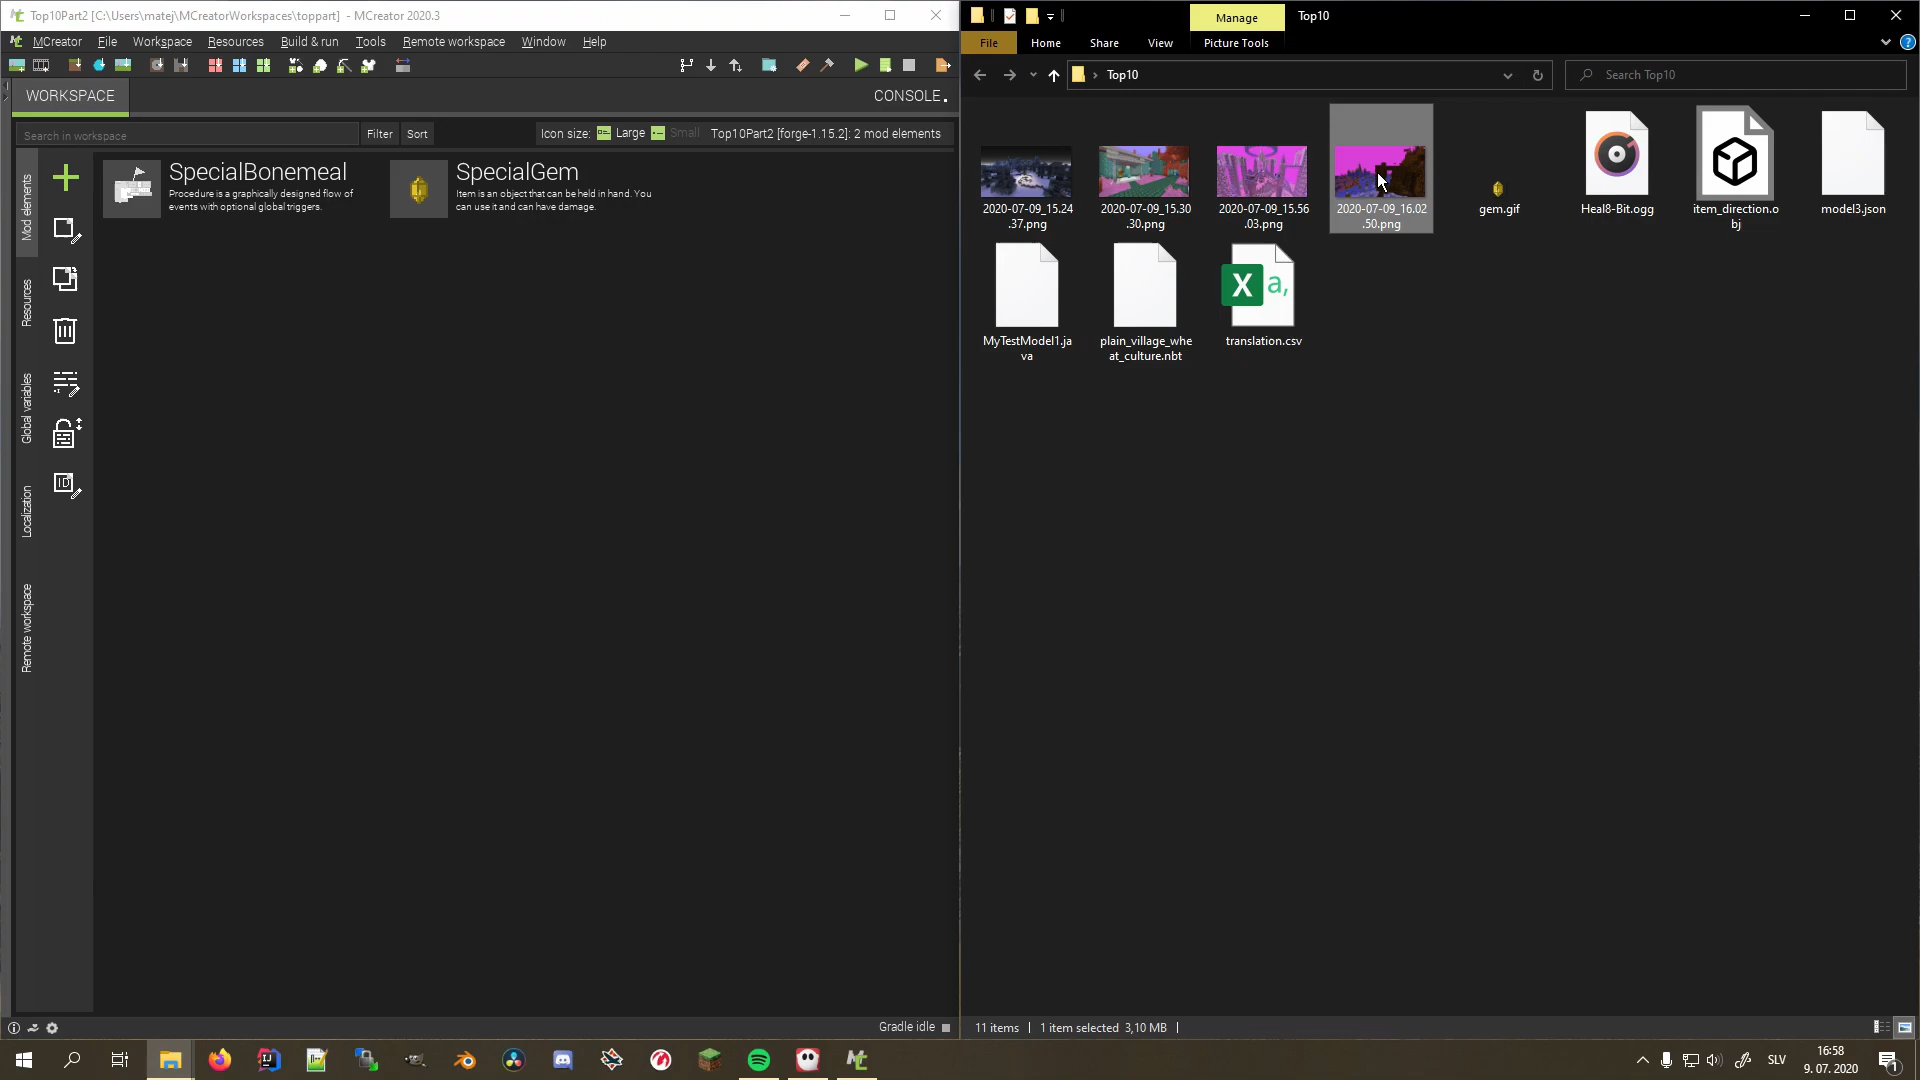 Top10Part2 [C:\Users\matej\MCreatorWorkspaces\toppart] - MCreator 2020.3
MCreator File Workspace Resources Build & run Tools Remote workspace Window Help
WORKSPACE
CONSOLE
Search in workspace
Filter
Sort
Icon size: Large Small Top10Part2 [forge-1.15.2]: 2 mod elements
Mod elements
Resources
Global variables
Localization
Remote workspace
SpecialBonemeal
Procedure is a graphically designed flow of
events with optional global triggers.
SpecialGem
Item is an object that can be held in hand. You
can use it and can have damage.
Gradle idle
Manage
Top10
File
Home
Share
View
Picture Tools
Top10
Search Top10
2020-07-09_15.24
.37.png
2020-07-09_15.30
.30.png
2020-07-09_15.56
.03.png
2020-07-09_16.02
.50.png
gem.gif
Heal8-Bit.ogg
item_direction.o
bj
model3.json
MyTestModel1.ja
va
plain_village_whe
at_culture.nbt
X a,
translation.csv
11 items
1 item selected 3,10 MB
SLV
16:58
9. 07. 2020
1